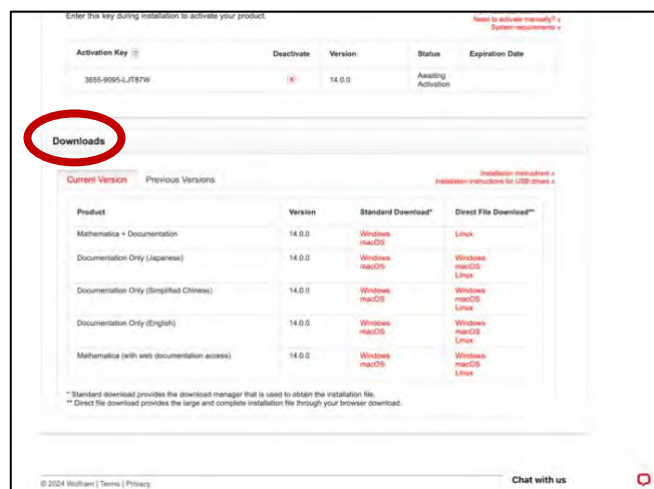 Enter this key during installation to activate your product.
Need to activate manually? »
System requirements »
Activation Key ? Deactivate Version Status Expiration Date
3655-9095-LJT87W x 14.0.0 Awaiting
Activation
Downloads
Current Version Previous Versions
Installation instructions »
Installation instructions for USB drives »
Product Version Standard Download* Direct File Download**
Mathematica + Documentation 14.0.0 Windows Linux
macOS
Documentation Only (Japanese) 14.0.0 Windows Windows
macOS macOS
Linux
Documentation Only (Simplified Chinese) 14.0.0 Windows Windows
macOS macOS
Linux
Documentation Only (English) 14.0.0 Windows Windows
macOS macOS
Linux
Mathematica (with web documentation access) 14.0.0 Windows Windows
macOS macOS
Linux
* Standard download provides the download manager that is used to obtain the installation file.
** Direct file download provides the large and complete installation file through your browser download.
© 2024 Wolfram | Terms | Privacy
Chat with us